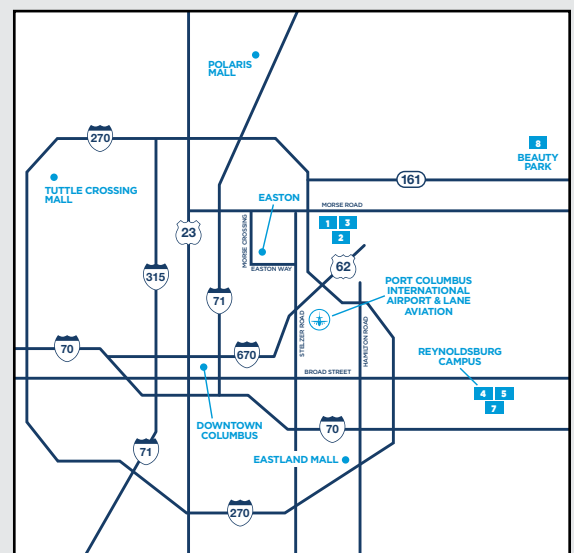 POLARIS
MALL
270
8
BEAUTY
PARK
161
TUTTLE CROSSING
MALL
EASTON
MORSE ROAD
1
3
2
23
MORSE CROSSING
EASTON WAY
62
315
71
PORT COLUMBUS
INTERNATIONAL
AIRPORT & LANE
AVIATION
STELZER ROAD
HAMILTON ROAD
70
670
REYNOLDSBURG
CAMPUS
BROAD STREET
4
5
7
DOWNTOWN
COLUMBUS
70
71
EASTLAND MALL
270